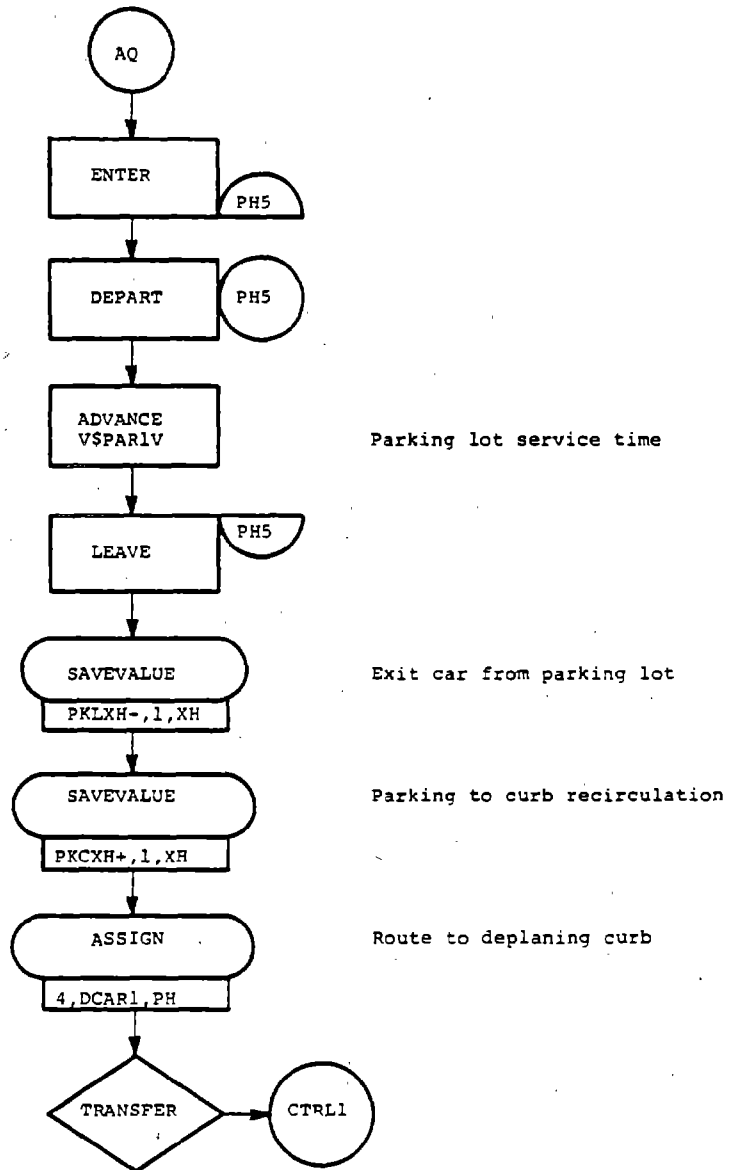 AQ
ENTER
PH5
DEPART
PH5
ADVANCE
V$PAR1V
Parking lot service time
LEAVE
PH5
SAVEVALUE
Exit car from parking lot
PKLXH-,1,XH
SAVEVALUE
Parking to curb recirculation
PKCXH+,1,XH
ASSIGN
Route to deplaning curb
4,DCAR1,PH
TRANSFER
CTRL1